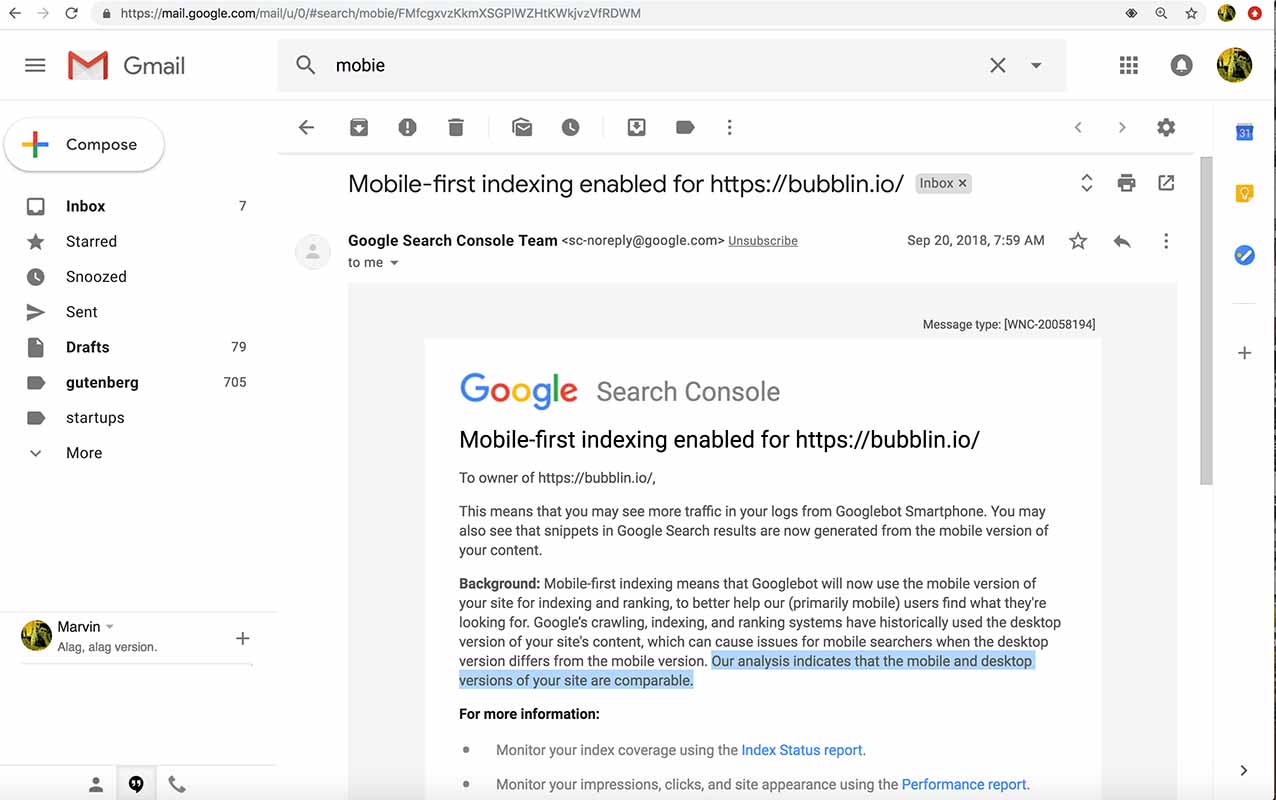 https://mail.google.com/mail/u/0/#search/mobie/FMfcgxvzKkmXSGPlWZHtKWkjvzVfRDWM
Gmail
mobie
Compose
Mobile-first indexing enabled for https://bubblin.io/ Inbox ×
Inbox 7
Starred
Snoozed
Sent
Drafts 79
gutenberg 705
startups
More
Google Search Console Team <sc-noreply@google.com> Unsubscribe Sep 20, 2018, 7:59 AM
to me
31
Message type: [WNC-20058194]
Google Search Console
Mobile-first indexing enabled for https://bubblin.io/
To owner of https://bubblin.io/,
This means that you may see more traffic in your logs from Googlebot Smartphone. You may
also see that snippets in Google Search results are now generated from the mobile version of
your content.
Background: Mobile-first indexing means that Googlebot will now use the mobile version of
your site for indexing and ranking, to better help our (primarily mobile) users find what they're
looking for. Google's crawling, indexing, and ranking systems have historically used the desktop
version of your site's content, which can cause issues for mobile searchers when the desktop
version differs from the mobile version. Our analysis indicates that the mobile and desktop
versions of your site are comparable.
For more information:
• Monitor your index coverage using the Index Status report.
• Monitor your impressions, clicks, and site appearance using the Performance report.
Marvin
Alag, alag version.